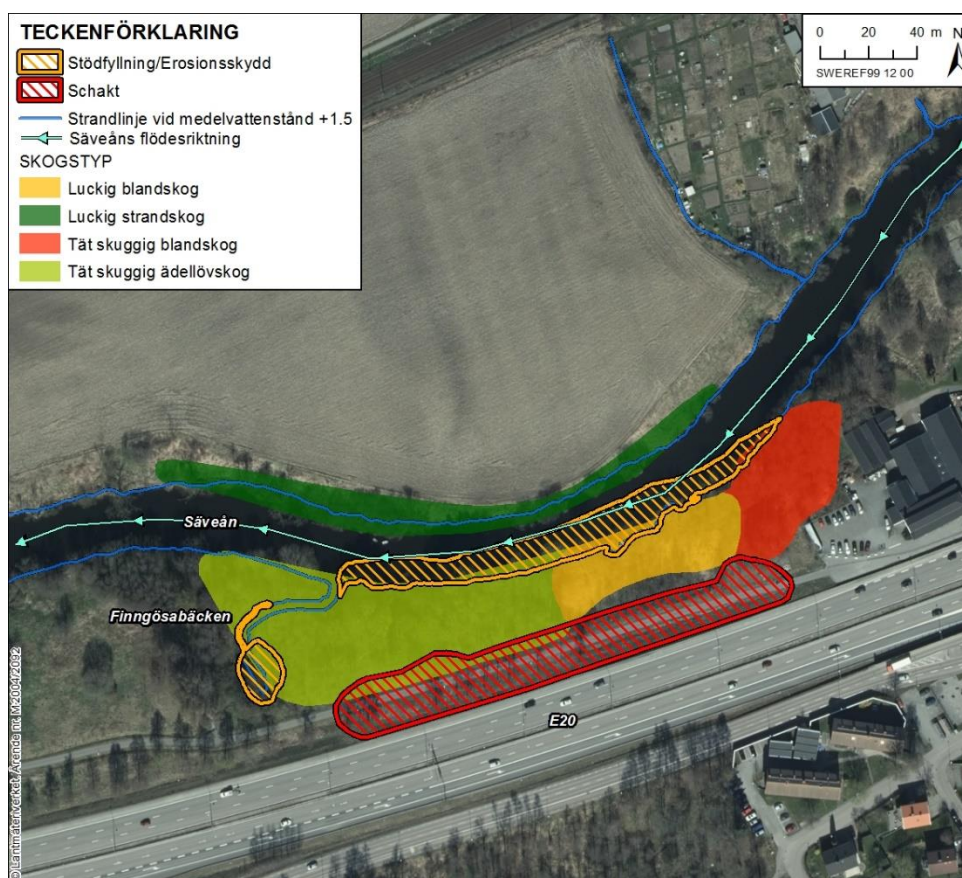 TECKENFÖRKLARING
Stödfyllning/Erosionsskydd
Schakt
Strandlinje vid medelvattenstånd +1.5
Säveåns flödesriktning
SKOGSTYP
Luckig blandskog
Luckig strandskog
Tät skuggig blandskog
Tät skuggig ädellövskog
0 20 40 m
N
SWEREF99 12 00
Säveån
Finngösabäcken
E20
© Lantmäteriverket. Ärende nr. M2004/2092